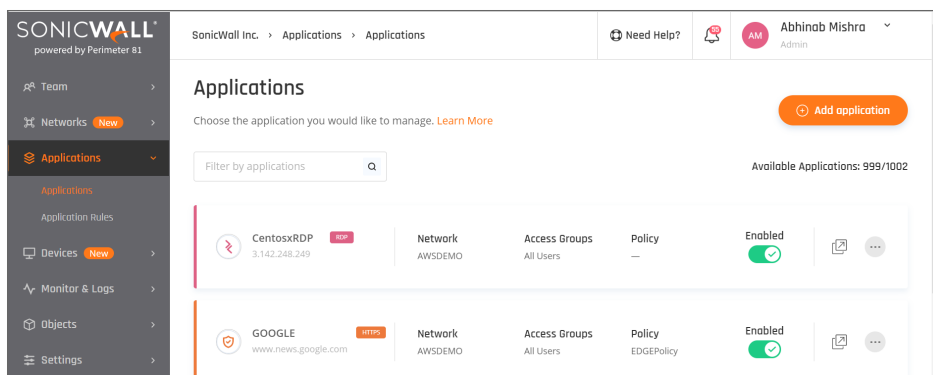 SONICWALL
powered by Perimeter 81
SonicWall Inc. › Applications › Applications
Need Help?
AM
Abhinab Mishra
Admin
Team
Networks New
Applications
Applications
Application Rules
Devices New
Monitor & Logs
Objects
Settings
Applications
Choose the application you would like to manage. Learn More
Add application
Filter by applications
Available Applications: 999/1002
CentosxRDP RDP
3.142.248.249
Network
AWSDEMO
Access Groups
All Users
Policy
—
Enabled
GOOGLE HTTPS
www.news.google.com
Network
AWSDEMO
Access Groups
All Users
Policy
EDGEPolicy
Enabled